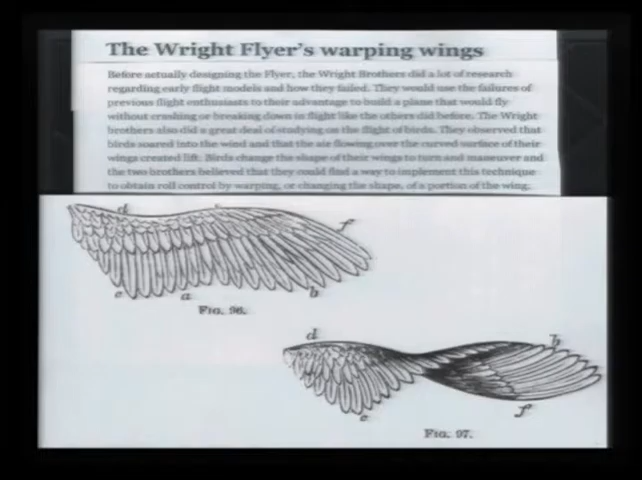 The Wright Flyer's warping wings
Before actually designing the Flyer, the Wright Brothers did a lot of research
regarding early flight models and how they failed. They would use the failures of
previous flight enthusiasts to their advantage to build a plane that would fly
without crashing or breaking down in flight like the others did before. The Wright
brothers also did a great deal of studying on the flight of birds. They observed that
birds soared into the wind and that the air flowing over the curved surface of their
wings created lift. Birds change the shape of their wings to turn and maneuver and
the two brothers believed that they could find a way to implement this technique
to obtain roll control by warping, or changing the shape, of a portion of the wing.
d
f
c a b
Fig. 96.
d b
c f
Fig. 97.